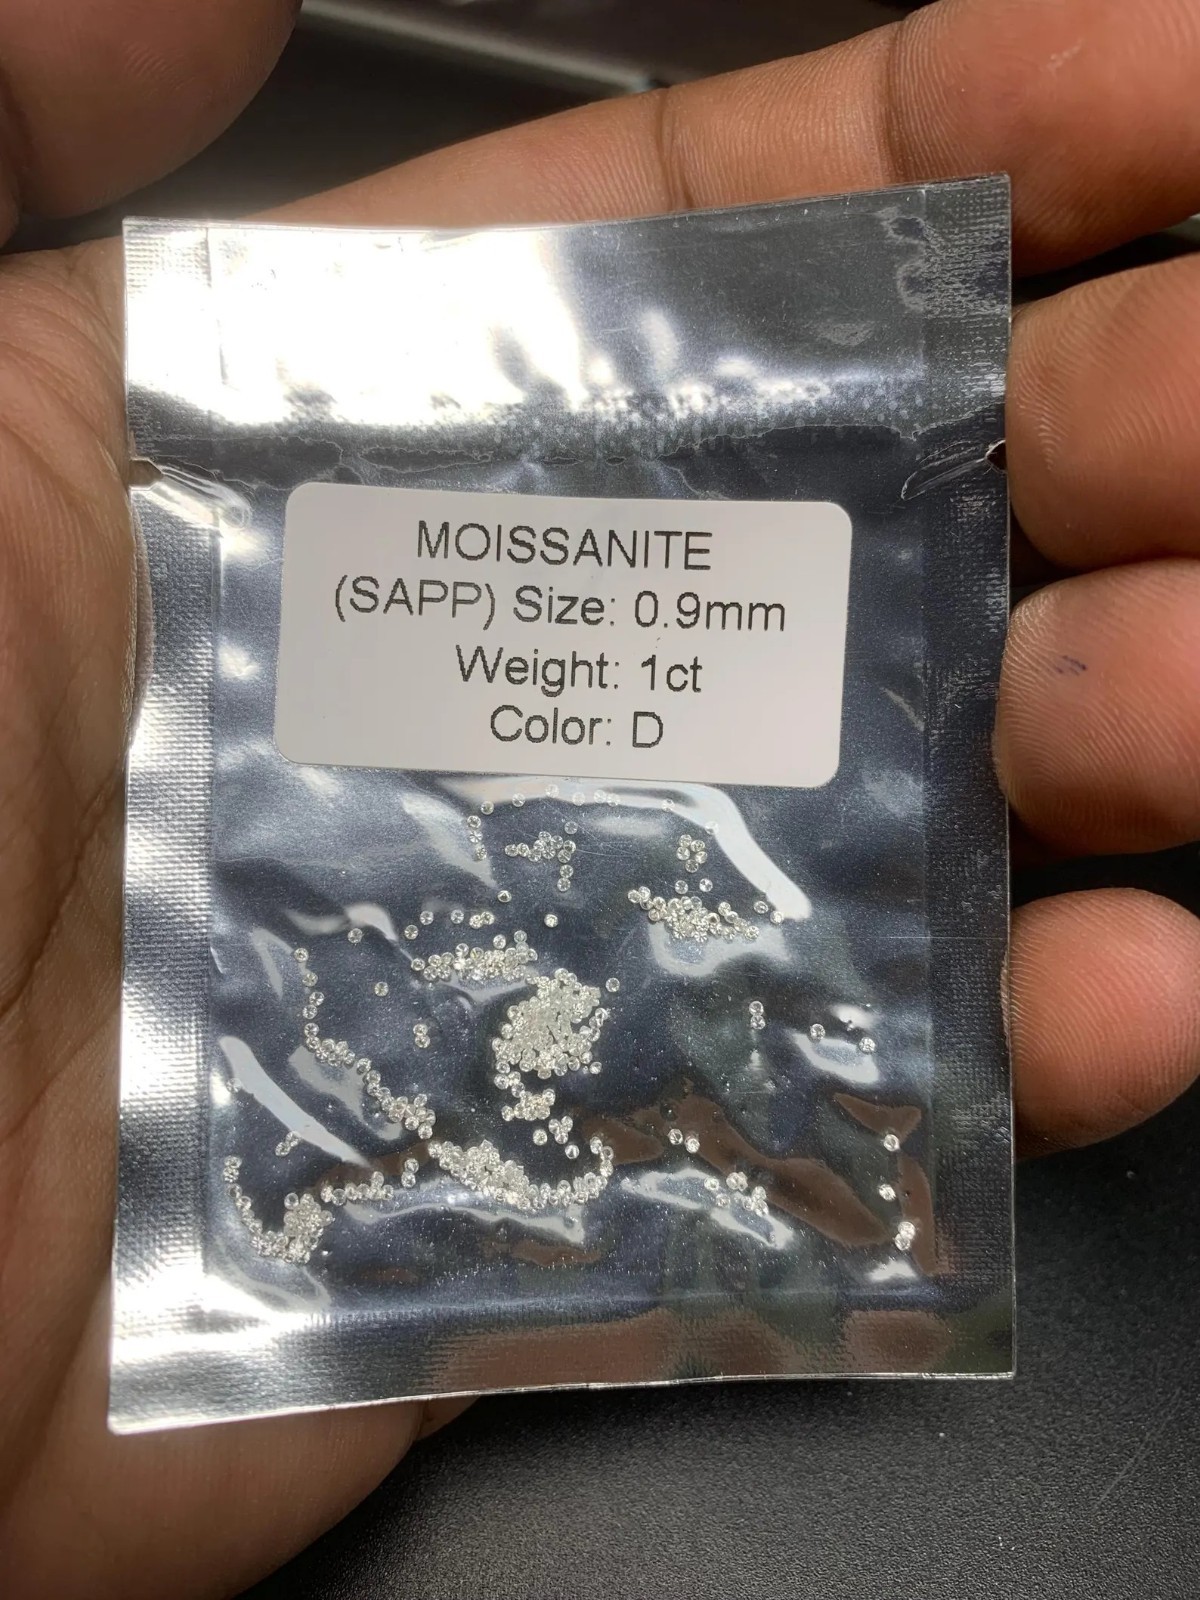 MOISSANITE
(SAPP) Size: 0.9mm
Weight: 1ct
Color: D